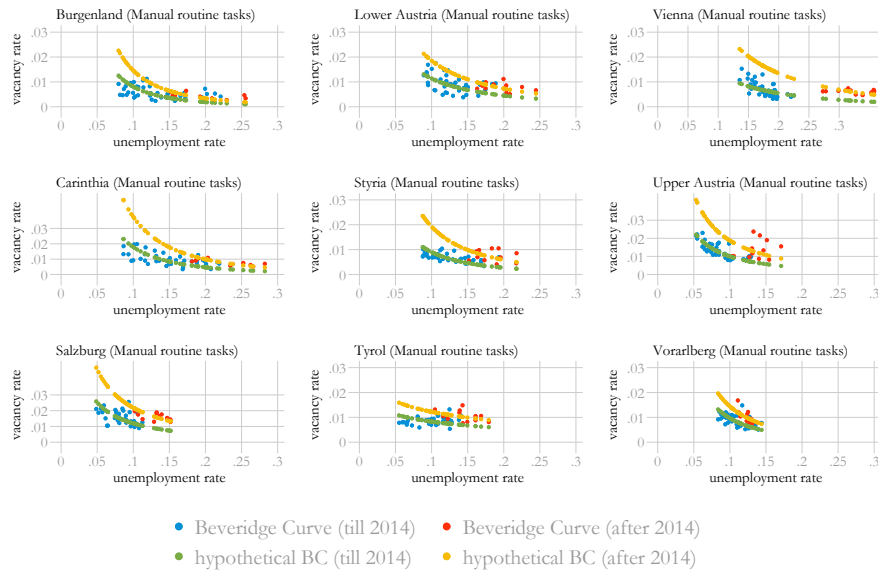 Burgenland (Manual routine tasks)
Lower Austria (Manual routine tasks)
Vienna (Manual routine tasks)
vacancy rate
.03
.02
.01
0
0 .05 .1 .15 .2 .25 .3
unemployment rate
vacancy rate
.03
.02
.01
0
0 .05 .1 .15 .2 .25 .3
unemployment rate
vacancy rate
.03
.02
.01
0
0 .05 .1 .15 .2 .25 .3
unemployment rate
Carinthia (Manual routine tasks)
Styria (Manual routine tasks)
Upper Austria (Manual routine tasks)
vacancy rate
.03
.02
.01
0
0 .05 .1 .15 .2 .25 .3
unemployment rate
vacancy rate
.03
.02
.01
0
0 .05 .1 .15 .2 .25 .3
unemployment rate
vacancy rate
.03
.02
.01
0
0 .05 .1 .15 .2 .25 .3
unemployment rate
Salzburg (Manual routine tasks)
Tyrol (Manual routine tasks)
Vorarlberg (Manual routine tasks)
vacancy rate
.03
.02
.01
0
0 .05 .1 .15 .2 .25 .3
unemployment rate
vacancy rate
.03
.02
.01
0
0 .05 .1 .15 .2 .25 .3
unemployment rate
vacancy rate
.03
.02
.01
0
0 .05 .1 .15 .2 .25 .3
unemployment rate
Beveridge Curve (till 2014)
Beveridge Curve (after 2014)
hypothetical BC (till 2014)
hypothetical BC (after 2014)